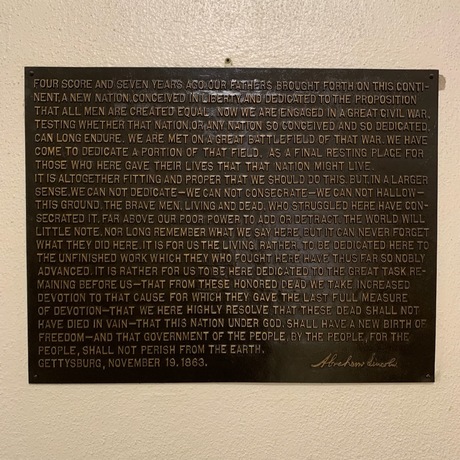 FOUR SCORE AND SEVEN YEARS AGO, OUR FATHERS BROUGHT FORTH ON THIS CONTI-
NENT, A NEW NATION, CONCEIVED IN LIBERTY, AND DEDICATED TO THE PROPOSITION
THAT ALL MEN ARE CREATED EQUAL. NOW WE ARE ENGAGED IN A GREAT CIVIL WAR,
TESTING WHETHER THAT NATION, OR ANY NATION SO CONCEIVED AND SO DEDICATED,
CAN LONG ENDURE. WE ARE MET ON A GREAT BATTLEFIELD OF THAT WAR. WE HAVE
COME TO DEDICATE A PORTION OF THAT FIELD, AS A FINAL RESTING PLACE FOR
THOSE WHO HERE GAVE THEIR LIVES THAT THAT NATION MIGHT LIVE.
IT IS ALTOGETHER FITTING AND PROPER THAT WE SHOULD DO THIS. BUT, IN A LARGER
SENSE, WE CAN NOT DEDICATE—WE CAN NOT CONSECRATE—WE CAN NOT HALLOW—
THIS GROUND. THE BRAVE MEN, LIVING AND DEAD, WHO STRUGGLED HERE HAVE CON-
SECRATED IT, FAR ABOVE OUR POOR POWER TO ADD OR DETRACT. THE WORLD WILL
LITTLE NOTE, NOR LONG REMEMBER WHAT WE SAY HERE, BUT IT CAN NEVER FORGET
WHAT THEY DID HERE. IT IS FOR US THE LIVING, RATHER, TO BE DEDICATED HERE TO
THE UNFINISHED WORK WHICH THEY WHO FOUGHT HERE HAVE THUS FAR SO NOBLY
ADVANCED. IT IS RATHER FOR US TO BE HERE DEDICATED TO THE GREAT TASK RE-
MAINING BEFORE US—THAT FROM THESE HONORED DEAD WE TAKE INCREASED
DEVOTION TO THAT CAUSE FOR WHICH THEY GAVE THE LAST FULL MEASURE
OF DEVOTION—THAT WE HERE HIGHLY RESOLVE THAT THESE DEAD SHALL NOT
HAVE DIED IN VAIN—THAT THIS NATION UNDER GOD, SHALL HAVE A NEW BIRTH OF
FREEDOM—AND THAT GOVERNMENT OF THE PEOPLE, BY THE PEOPLE, FOR THE
PEOPLE, SHALL NOT PERISH FROM THE EARTH.
GETTYSBURG, NOVEMBER 19, 1863. Abraham Lincoln